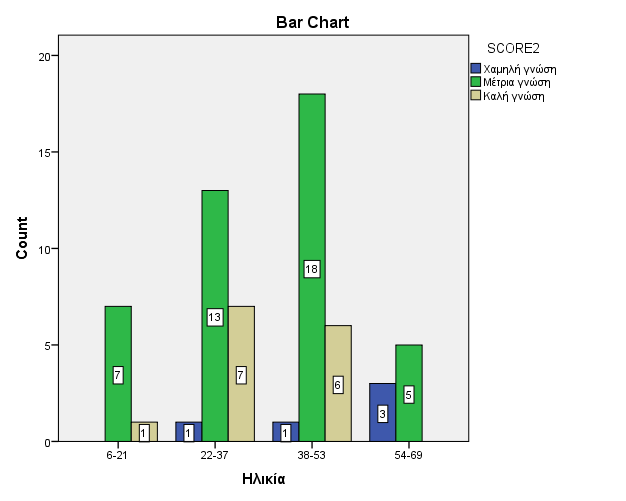 Bar Chart
SCORE2
Χαμηλή γνώση
Μέτρια γνώση
Καλή γνώση
Count
20
15
10
5
0
7
1
1
13
7
1
18
6
3
5
6-21
22-37
38-53
54-69
Ηλικία